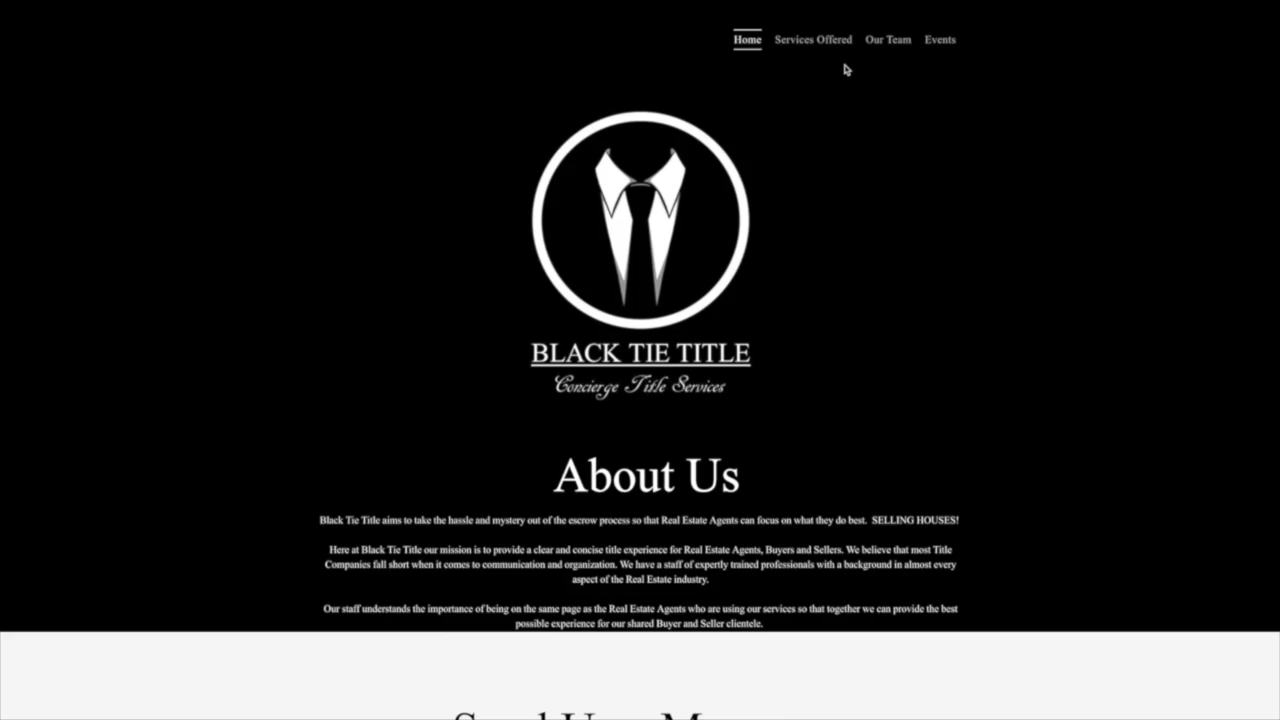 Home Services Offered Our Team Events
BLACK TIE TITLE
Concierge Title Services
About Us
Black Tie Title aims to take the hassle and mystery out of the escrow process so that Real Estate Agents can focus on what they do best.  SELLING HOUSES!
Here at Black Tie Title our mission is to provide a clear and concise title experience for Real Estate Agents, Buyers and Sellers. We believe that most Title
Companies fall short when it comes to communication and organization. We have a staff of expertly trained professionals with a background in almost every
aspect of the Real Estate industry.
Our staff understands the importance of being on the same page as the Real Estate Agents who are using our services so that together we can provide the best
possible experience for our shared Buyer and Seller clientele.